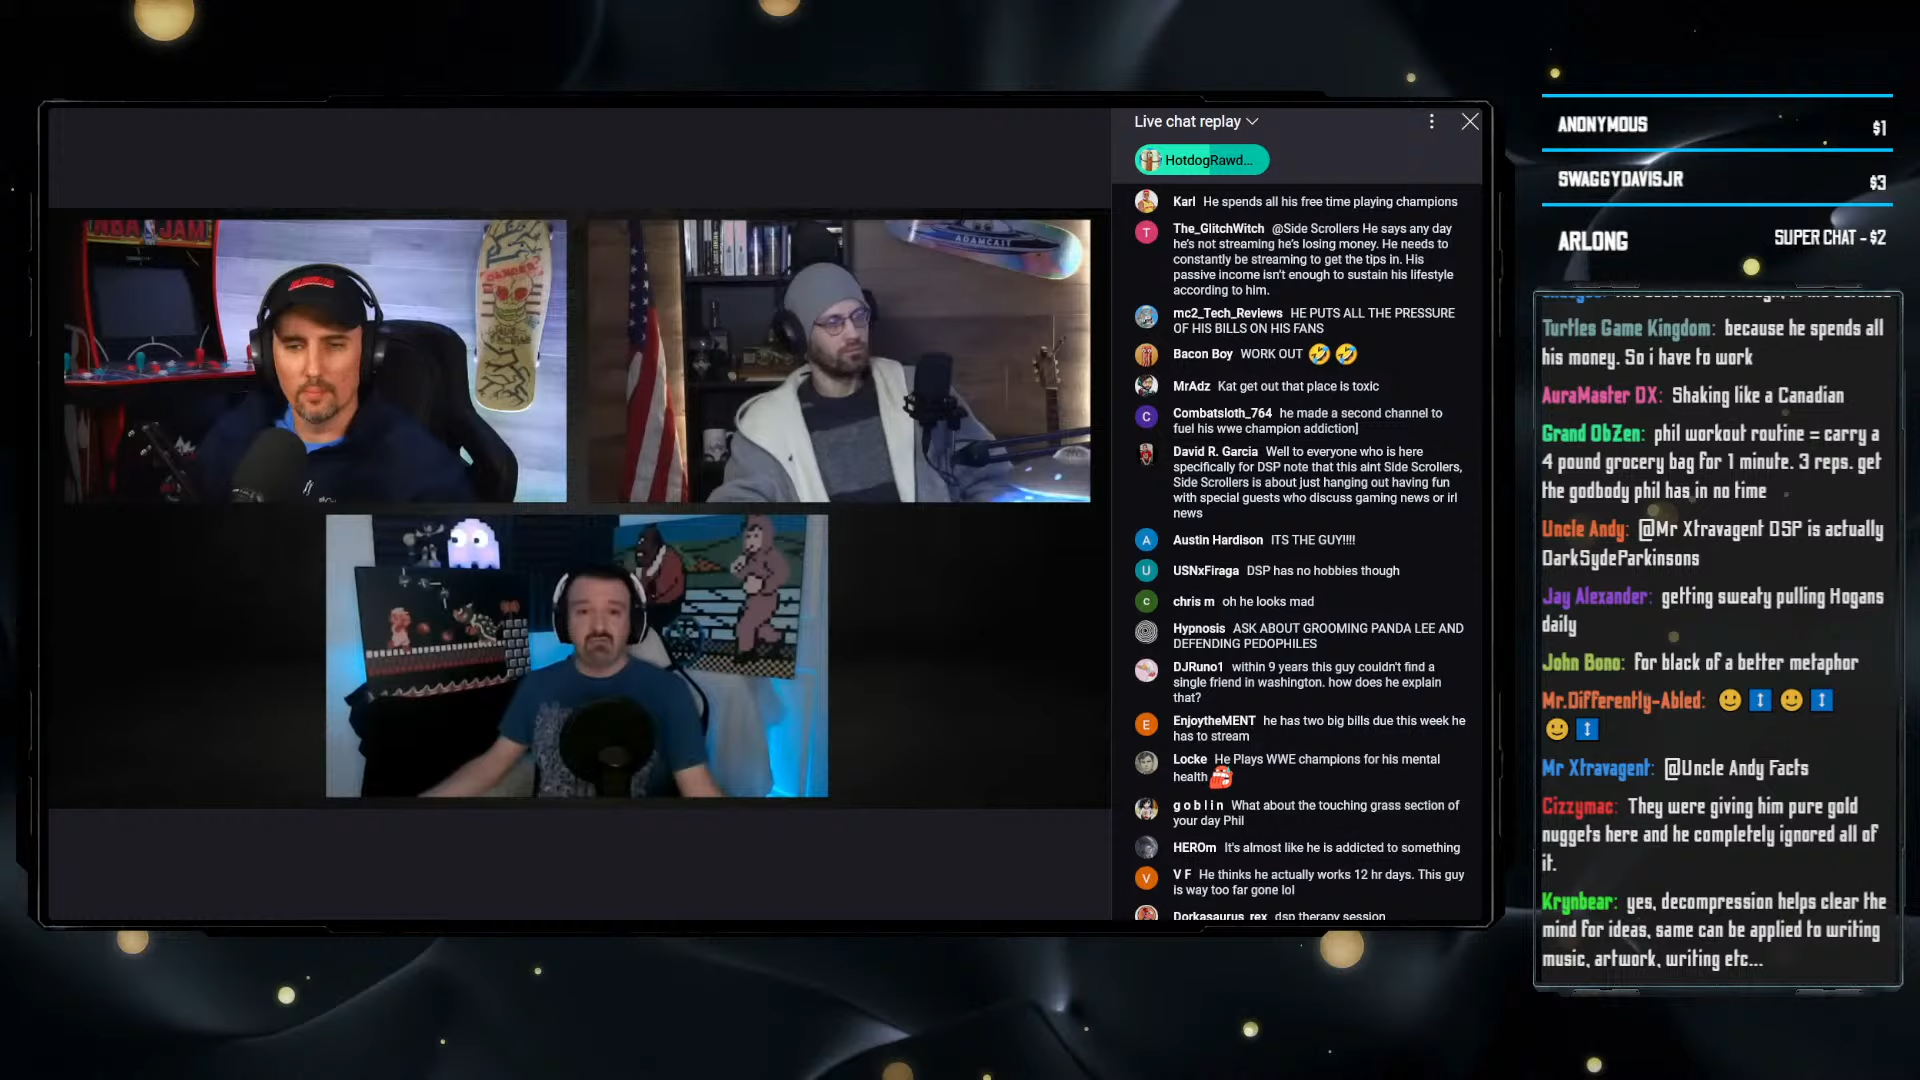 NBA JAM
DANGER
ADAMCAST
Live chat replay
HotdogRawd...
Karl He spends all his free time playing champions
The_GlitchWitch @Side Scrollers He says any day
he's not streaming he's losing money. He needs to
constantly be streaming to get the tips in. His
passive income isn't enough to sustain his lifestyle
according to him.
mc2_Tech_Reviews HE PUTS ALL THE PRESSURE
OF HIS BILLS ON HIS FANS
Bacon Boy WORK OUT 🤣 🤣
MrAdz Kat get out that place is toxic
Combatsloth_764 he made a second channel to
fuel his wwe champion addiction]
David R. Garcia Well to everyone who is here
specifically for DSP note that this aint Side Scrollers,
Side Scrollers is about just hanging out having fun
with special guests who discuss gaming news or irl
news
Austin Hardison ITS THE GUY!!!!
USNxFiraga DSP has no hobbies though
chris m oh he looks mad
Hypnosis ASK ABOUT GROOMING PANDA LEE AND
DEFENDING PEDOPHILES
DJRuno1 within 9 years this guy couldn't find a
single friend in washington. how does he explain
that?
EnjoytheMENT he has two big bills due this week he
has to stream
Locke He Plays WWE champions for his mental
health
g o b l i n What about the touching grass section of
your day Phil
HEROm It's almost like he is addicted to something
V F He thinks he actually works 12 hr days. This guy
is way too far gone lol
Dorkasaurus rex dsp therapy session
ANONYMOUS $1
SWAGGYDAVISJR $3
ARLONG SUPER CHAT - $2
Turtles Game Kingdom: because he spends all
his money. So i have to work
AuraMaster DX: Shaking like a Canadian
Grand ObZen: phil workout routine = carry a
4 pound grocery bag for 1 minute. 3 reps. get
the godbody phil has in no time
Uncle Andy: @Mr Xtravagent DSP is actually
DarkSydeParkinsons
Jay Alexander: getting sweaty pulling Hogans
daily
John Bono: for black of a better metaphor
Mr.Differently-Abled: 🙂 ↕️ 🙂 ↕️
🙂 ↕️
Mr Xtravagent: @Uncle Andy Facts
Cizzymac: They were giving him pure gold
nuggets here and he completely ignored all of
it.
Krynbear: yes, decompression helps clear the
mind for ideas, same can be applied to writing
music, artwork, writing etc...